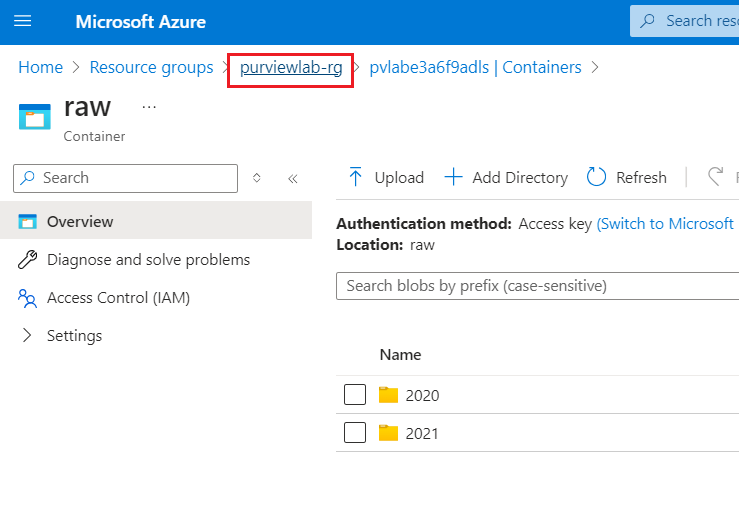 Microsoft Azure
Search reso
Home > Resource groups > purviewlab-rg > pvlabe3a6f9adls | Containers >
raw ...
Container
Search
Upload Add Directory Refresh
Overview
Diagnose and solve problems
Access Control (IAM)
Settings
Authentication method: Access key (Switch to Microsoft
Location: raw
Search blobs by prefix (case-sensitive)
Name
2020
2021